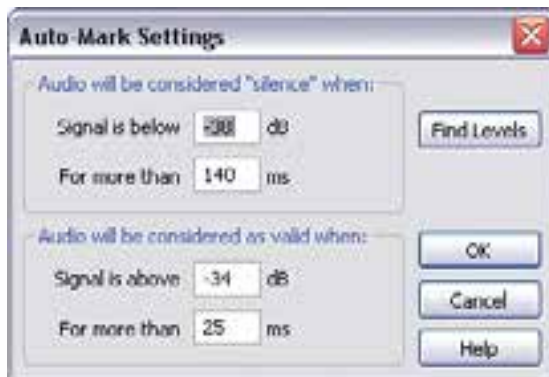 Auto-Mark Settings
Audio will be considered "silence" when:
Signal is below dB
For more than 140 ms
Find Levels
Audio will be considered as valid when:
Signal is above -34 dB
For more than 25 ms
OK
Cancel
Help